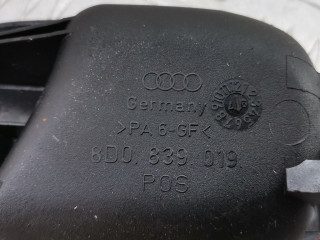 Germany
>PA 6-GF<
8D0. 839. 019.
POS